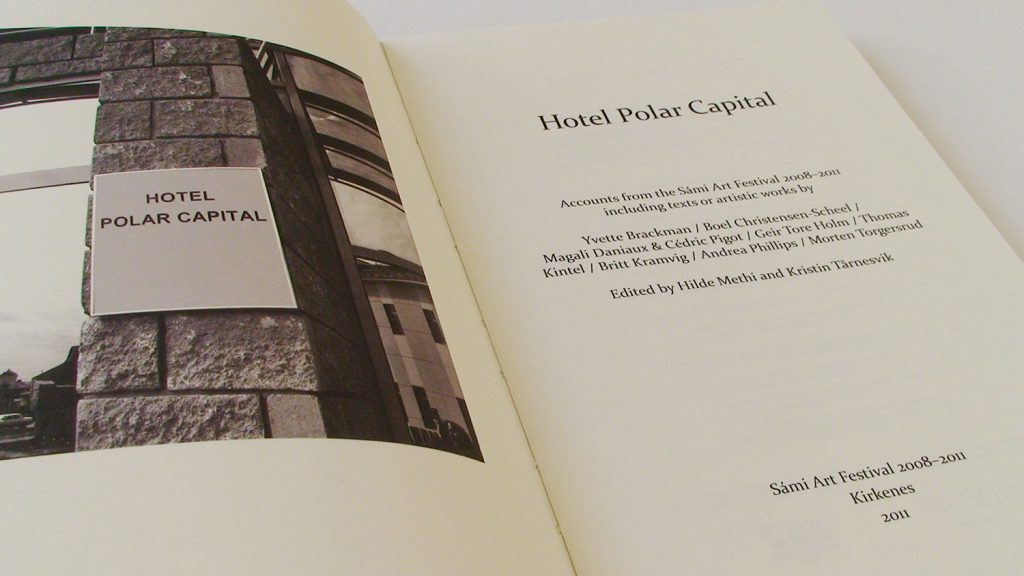 HOTEL
POLAR CAPITAL
Hotel Polar Capital
Accounts from the Sámi Art Festival 2008–2011
including texts or artistic works by
Yvette Brackman / Boel Christensen-Scheel /
Magali Daniaux & Cédric Pigot / Geir Tore Holm / Thomas
Kintel / Britt Kramvig / Andrea Phillips / Morten Torgersrud
Edited by Hilde Methi and Kristin Tårnesvik
Sámi Art Festival 2008–2011
Kirkenes
2011